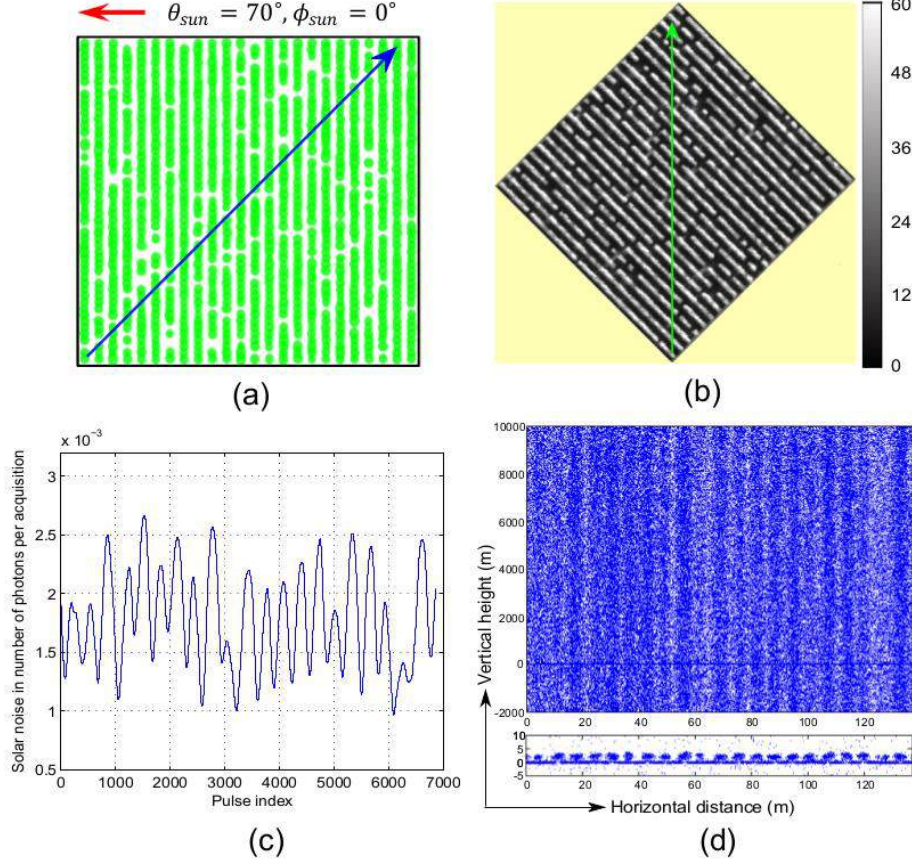 θsun = 70°, ϕsun = 0°
(a)
60
48
36
24
12
0
(b)
x 10⁻³
3
2.5
2
1.5
1
0.5
0 1000 2000 3000 4000 5000 6000 7000
Solar noise in number of photons per acquisition
Pulse index
(c)
10000
8000
6000
4000
2000
0
-2000
0 20 40 60 80 100 120
10
5
0
-5
0 20 40 60 80 100 120
Vertical height (m)
Horizontal distance (m)
(d)